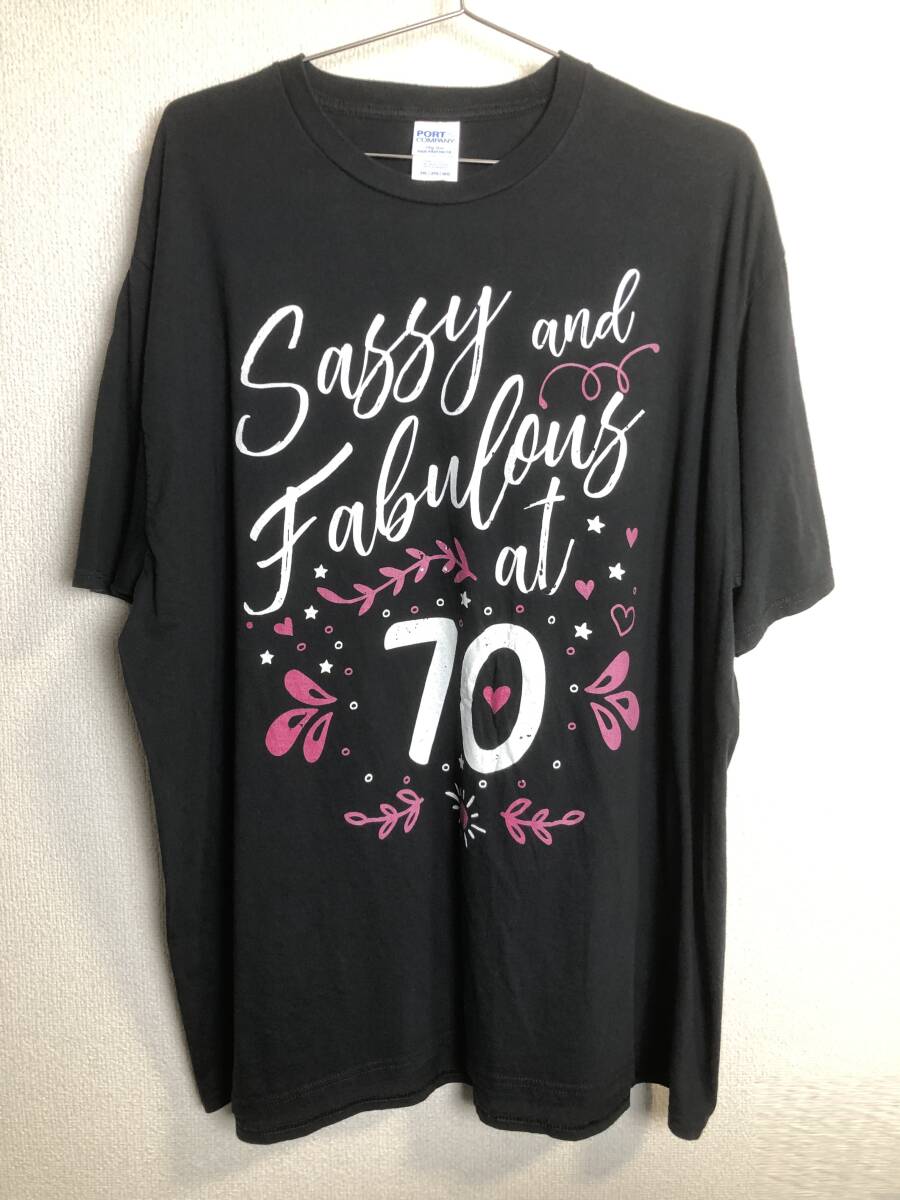 PORT
COMPANY
Sassy and
Fabulous
at
70